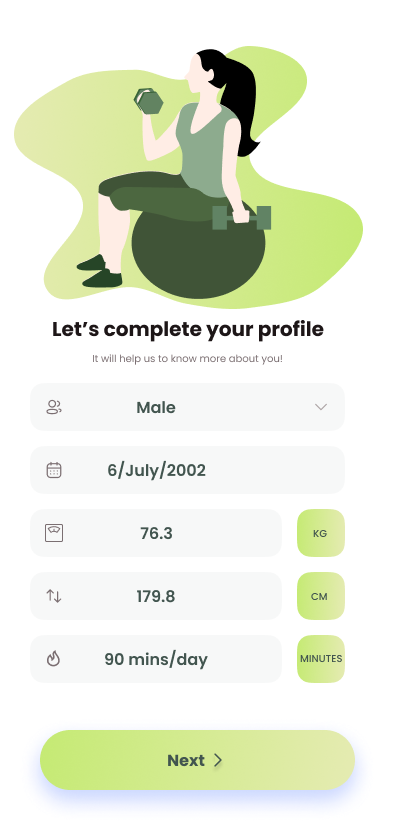 Let’s complete your profile
It will help us to know more about you!
Male
6/July/2002
76.3 KG
179.8 CM
90 mins/day MINUTES
Next